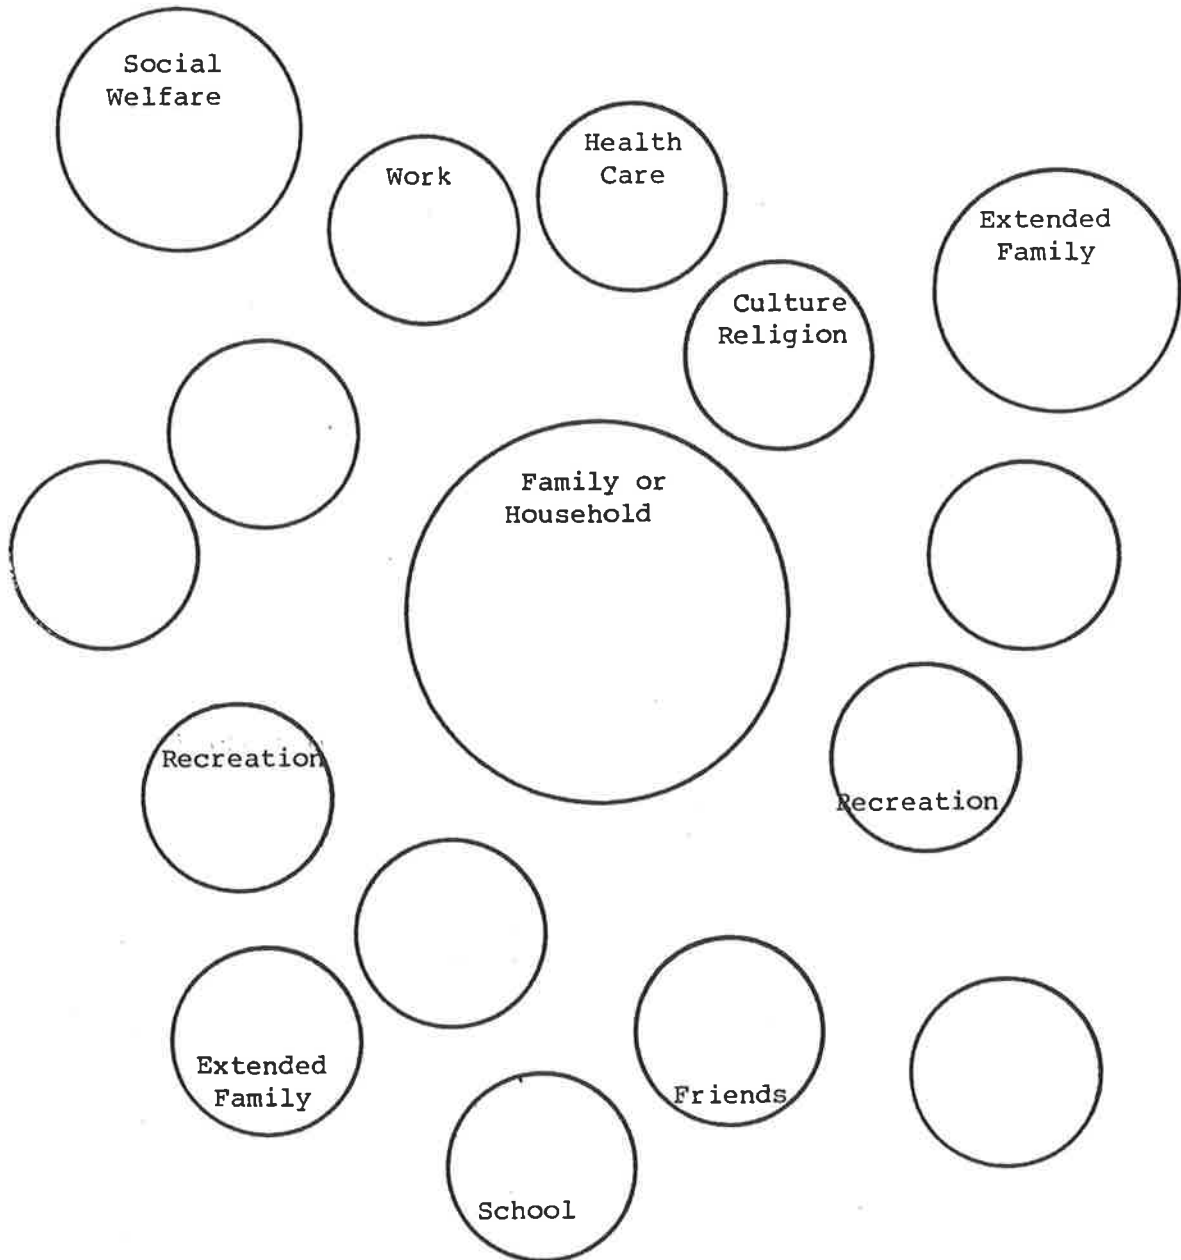 Social
Welfare
Work
Health
Care
Extended
Family
Culture
Religion
Family or
Household
Recreation
Recreation
Extended
Family
Friends
School